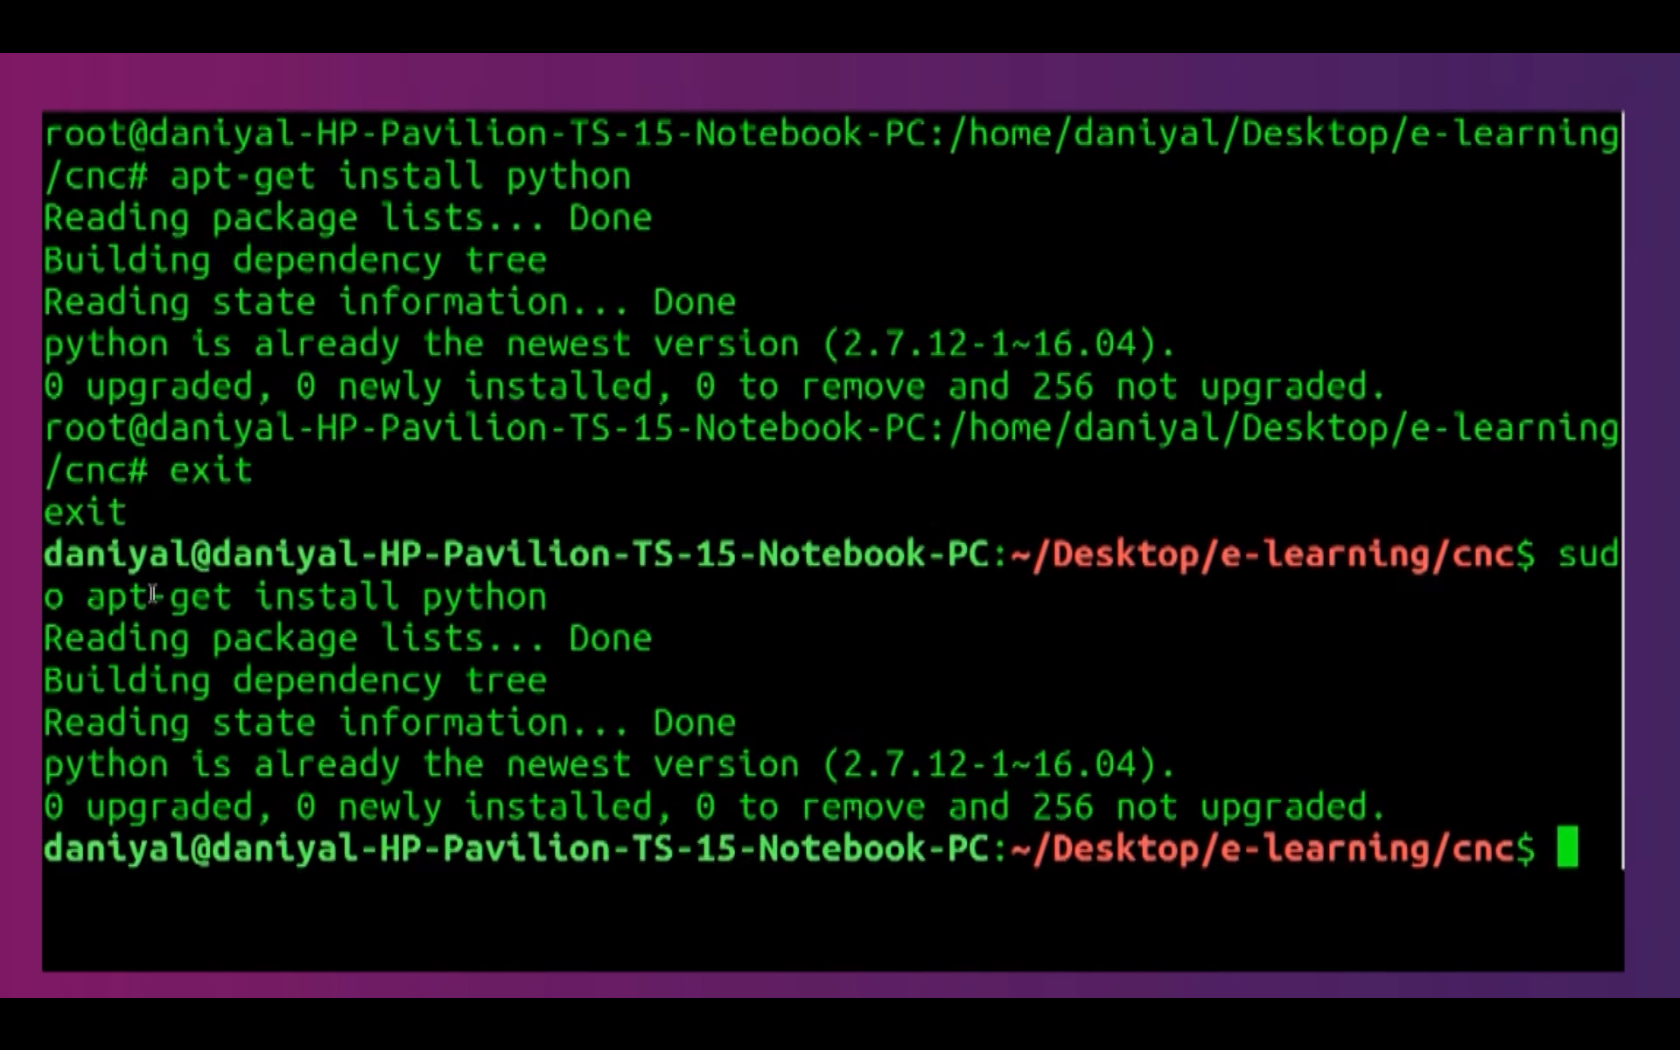 root@daniyal-HP-Pavilion-TS-15-Notebook-PC:/home/daniyal/Desktop/e-learning
/cnc# apt-get install python
Reading package lists... Done
Building dependency tree
Reading state information... Done
python is already the newest version (2.7.12-1~16.04).
0 upgraded, 0 newly installed, 0 to remove and 256 not upgraded.
root@daniyal-HP-Pavilion-TS-15-Notebook-PC:/home/daniyal/Desktop/e-learning
/cnc# exit
exit
daniyal@daniyal-HP-Pavilion-TS-15-Notebook-PC:~/Desktop/e-learning/cnc$ sud
o apt-get install python
Reading package lists... Done
Building dependency tree
Reading state information... Done
python is already the newest version (2.7.12-1~16.04).
0 upgraded, 0 newly installed, 0 to remove and 256 not upgraded.
daniyal@daniyal-HP-Pavilion-TS-15-Notebook-PC:~/Desktop/e-learning/cnc$